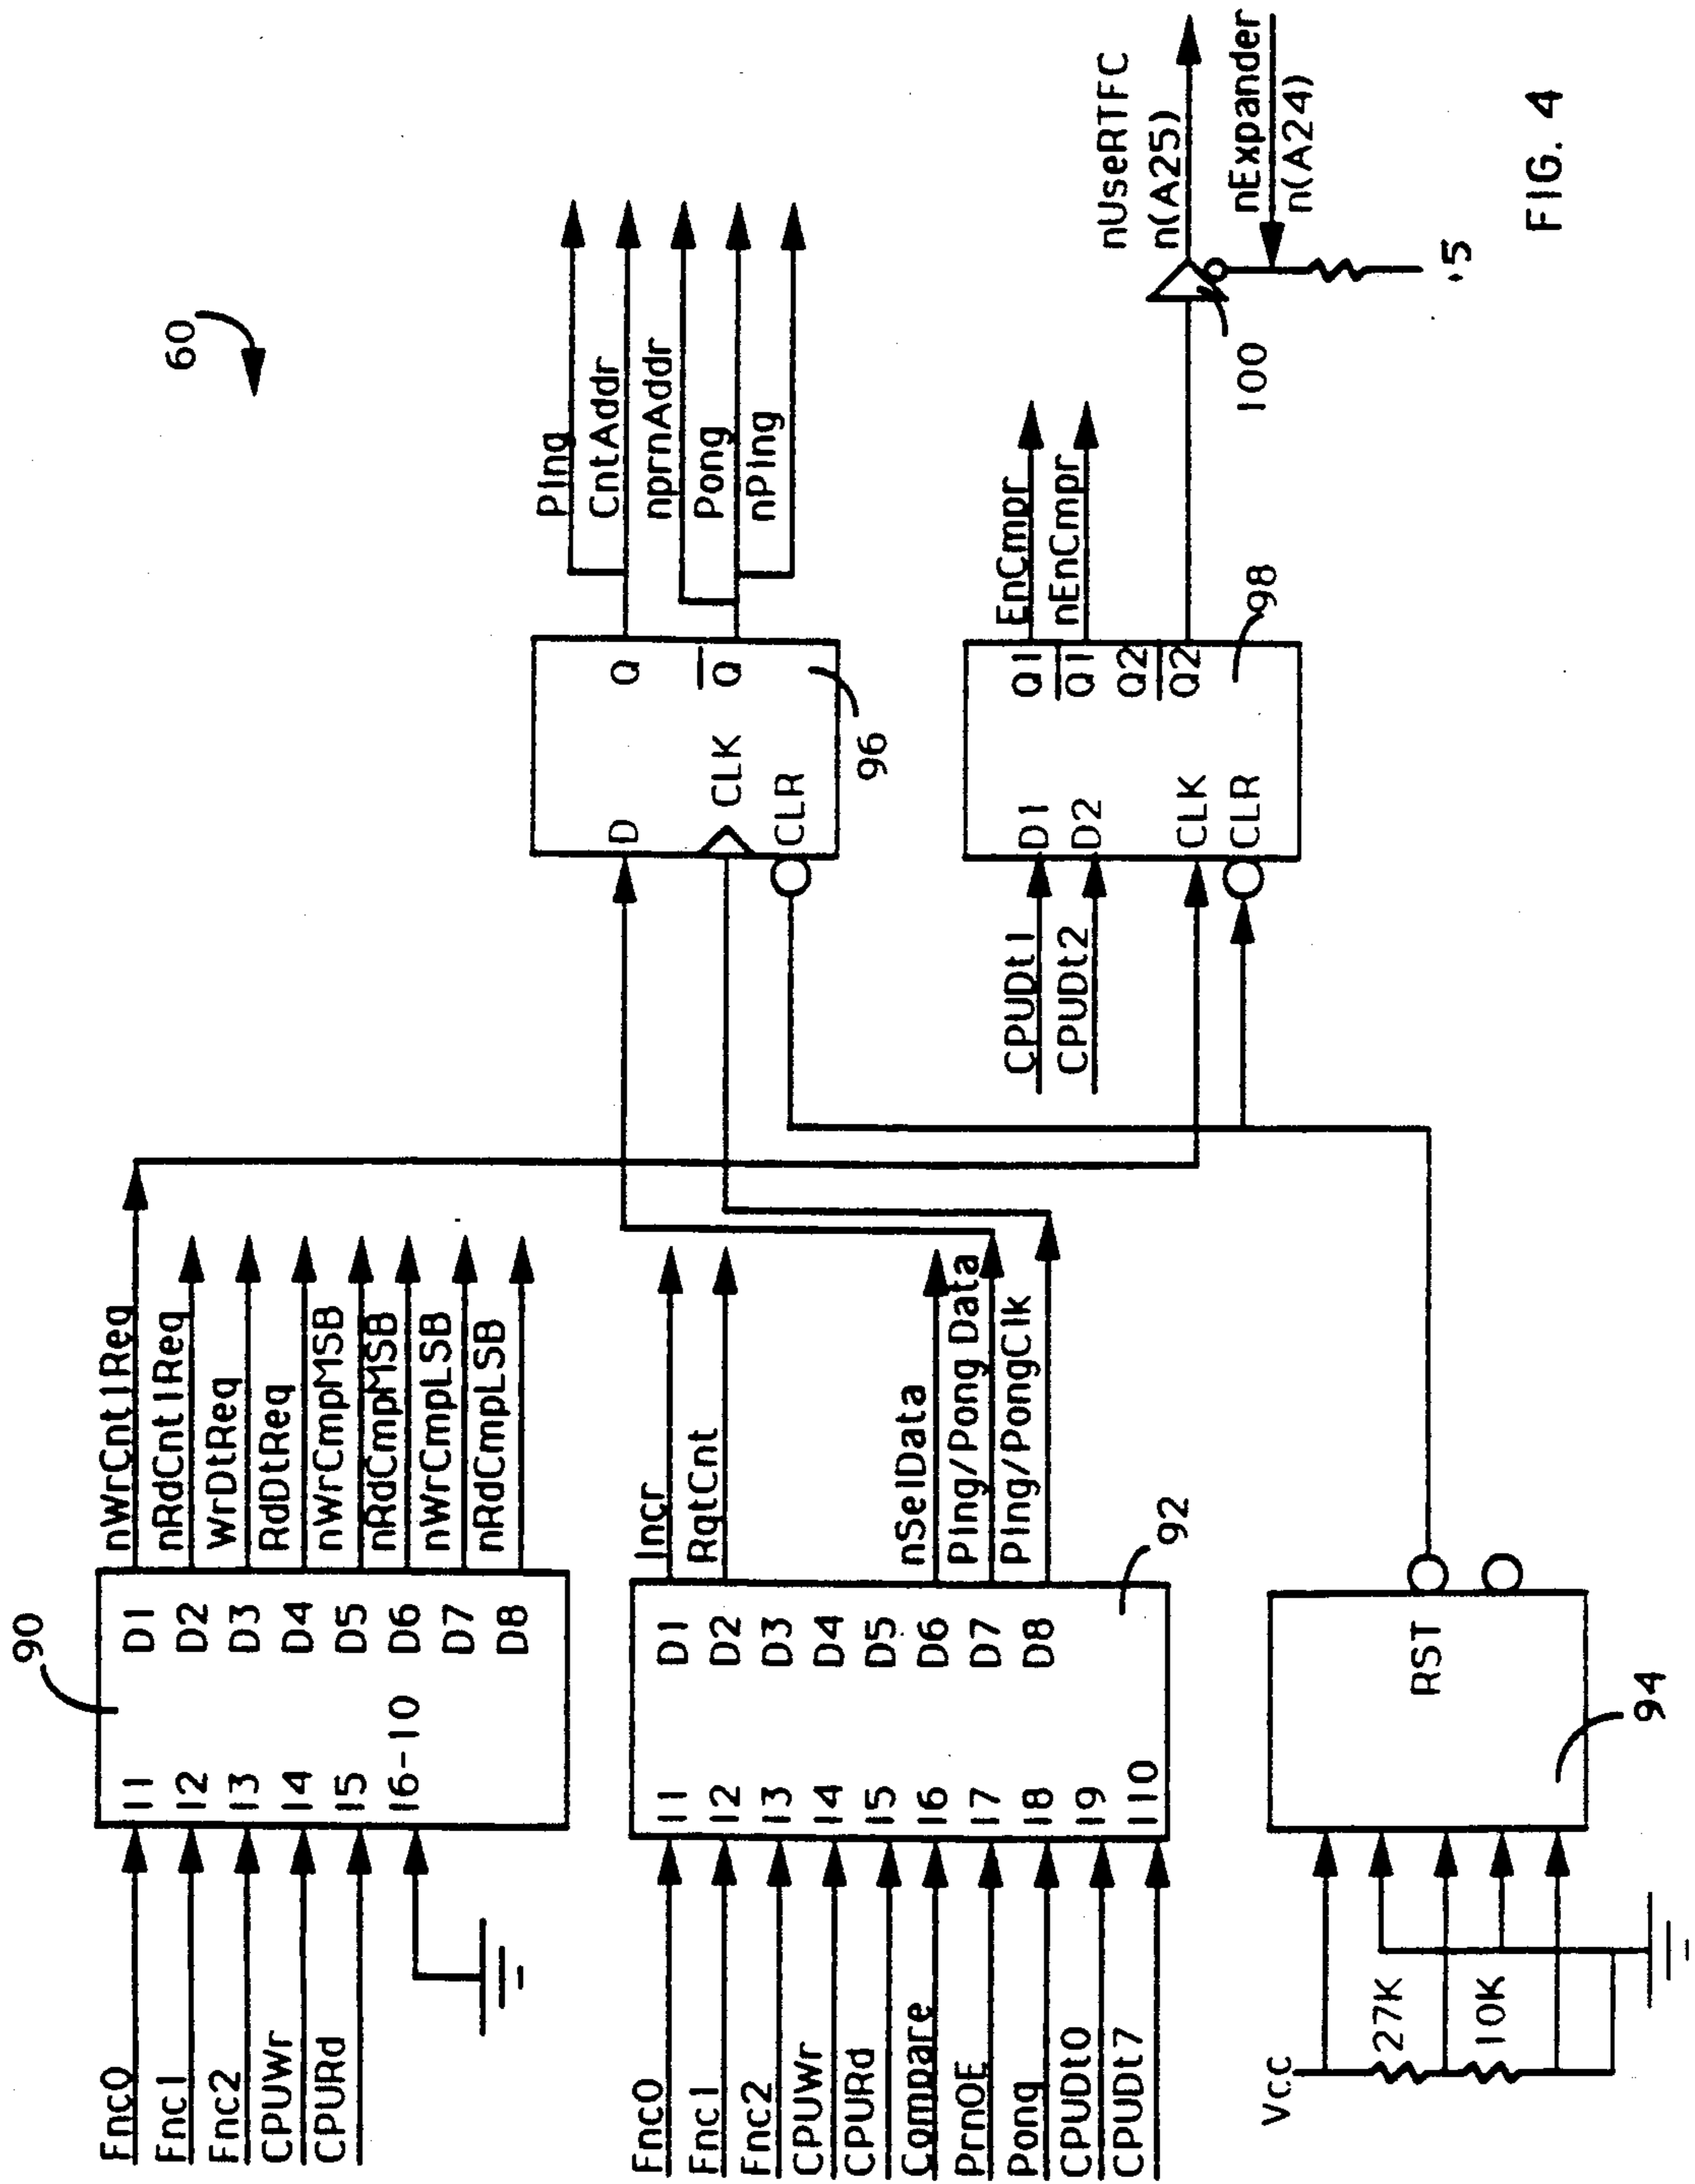 60
90
Fnc0
Fnc1
Fnc2
CPUWr
CPURd
I1
I2
I3
I4
I5
I6-10
D1
D2
D3
D4
D5
D6
D7
D8
nWrCntlReq
nRdCntlReq
WrDtReq
RdDtReq
nWrCmpMSB
nRdCmpMSB
nWrCmpLSB
nRdCmpLSB
Fnc0
Fnc1
Fnc2
CPUWr
CPURd
Compare
PrnOE
Pong
CPUDt0
CPUDt7
I1
I2
I3
I4
I5
I6
I7
I8
I9
I10
D1
D2
D3
D4
D5
D6
D7
D8
92
Incr
RqtCnt
nSelData
Ping/Pong Data
Ping/PongClk
Vcc
27K
10K
RST
94
D
CLK
CLR
Q
Q
96
Ping
CntAddr
nprnAddr
Pong
nPing
CPUDt1
CPUDt2
D1
D2
CLK
CLR
Q1
Q1
Q2
Q2
98
EnCmpr
nEnCmpr
100
nUseRTFC
n(A25)
nExpander
n(A24)
+5
FIG. 4